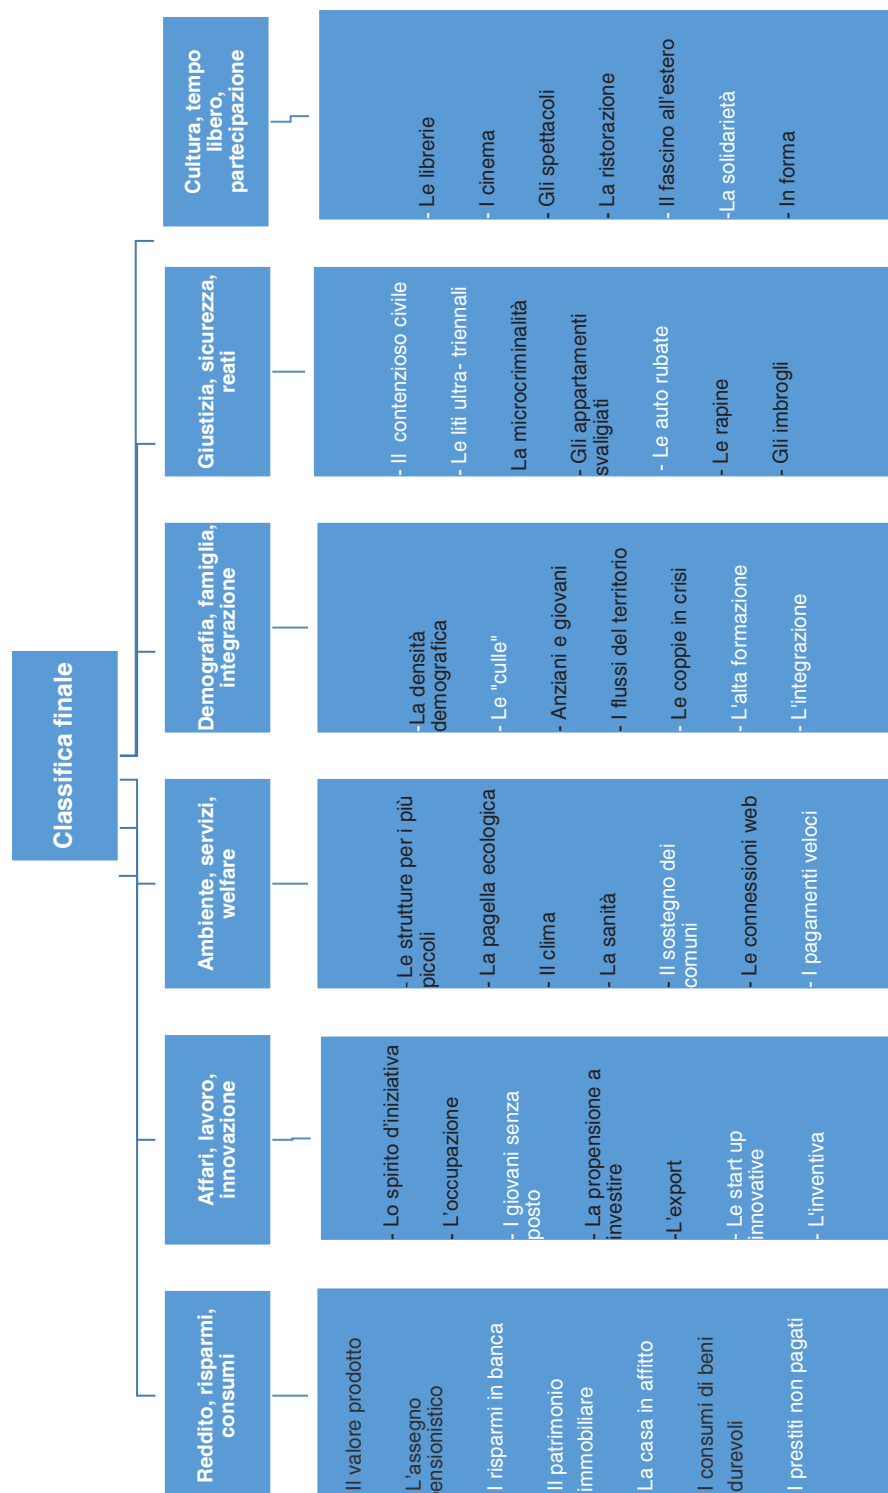 Classifica finale
Reddito, risparmi,
consumi
Il valore prodotto
L'assegno
pensionistico
I risparmi in banca
Il patrimonio
immobiliare
La casa in affitto
I consumi di beni
durevoli
I prestiti non pagati
Affari, lavoro,
innovazione
- Lo spirito d'iniziativa
- L'occupazione
- I giovani senza
posto
- La propensione a
investire
-L'export
- Le start up
innovative
- L'inventiva
Ambiente, servizi,
welfare
- Le strutture per i più
piccoli
- La pagella ecologica
- Il clima
- La sanità
- Il sostegno dei
comuni
- Le connessioni web
- I pagamenti veloci
Demografia, famiglia,
integrazione
- La densità
demografica
- Le "culle"
- Anziani e giovani
- I flussi del territorio
- Le coppie in crisi
- L'alta formazione
- L'integrazione
Giustizia, sicurezza,
reati
- Il contenzioso civile
- Le liti ultra- triennali
La microcriminalità
- Gli appartamenti
svaligiati
- Le auto rubate
- Le rapine
- Gli imbrogli
Cultura, tempo
libero,
partecipazione
- Le librerie
- I cinema
- Gli spettacoli
- La ristorazione
- Il fascino all'estero
-La solidarietà
- In forma